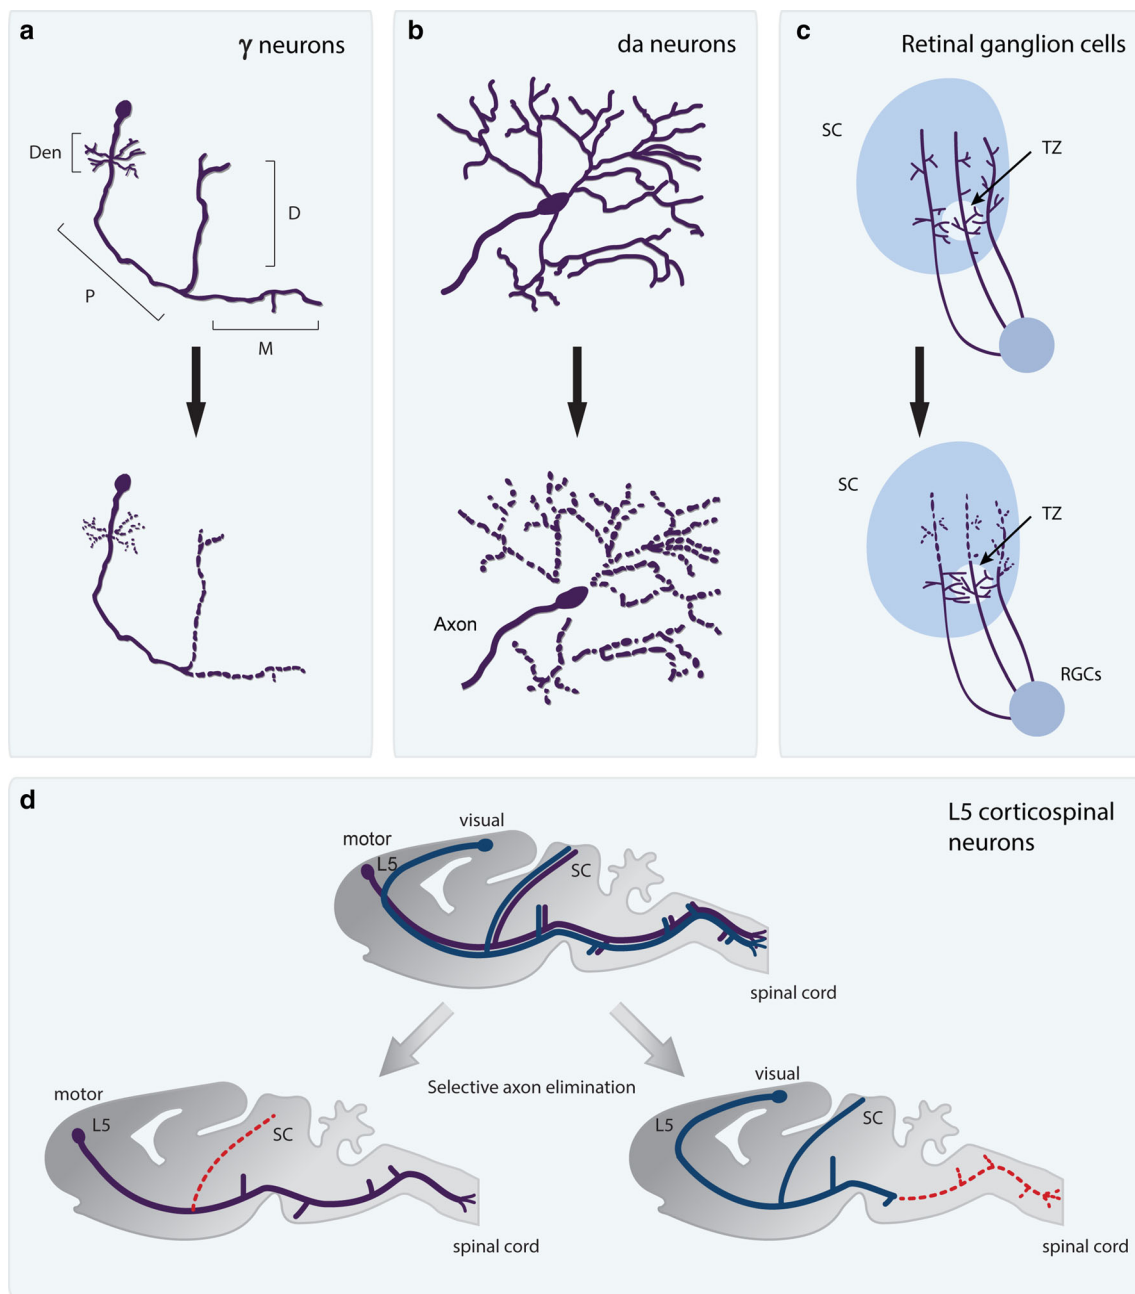 a
γ neurons
Den
D
P
M
b
da neurons
Axon
c
Retinal ganglion cells
SC
TZ
SC
TZ
RGCs
d
L5 corticospinal
neurons
visual
motor
L5
SC
spinal cord
Selective axon elimination
motor
L5
SC
spinal cord
visual
L5
SC
spinal cord